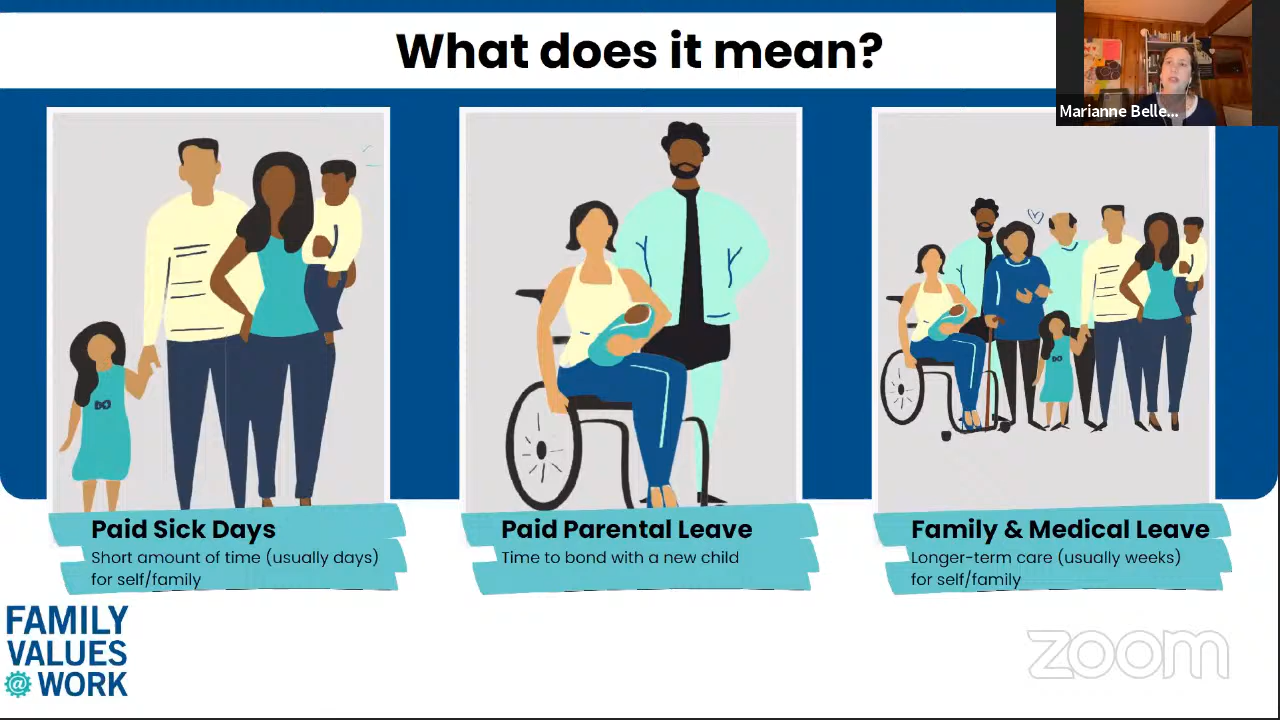 What does it mean?
Marianne Belle...
Paid Sick Days
Short amount of time (usually days)
for self/family
Paid Parental Leave
Time to bond with a new child
Family & Medical Leave
Longer-term care (usually weeks)
for self/family
FAMILY
VALUES
@ WORK
zoom